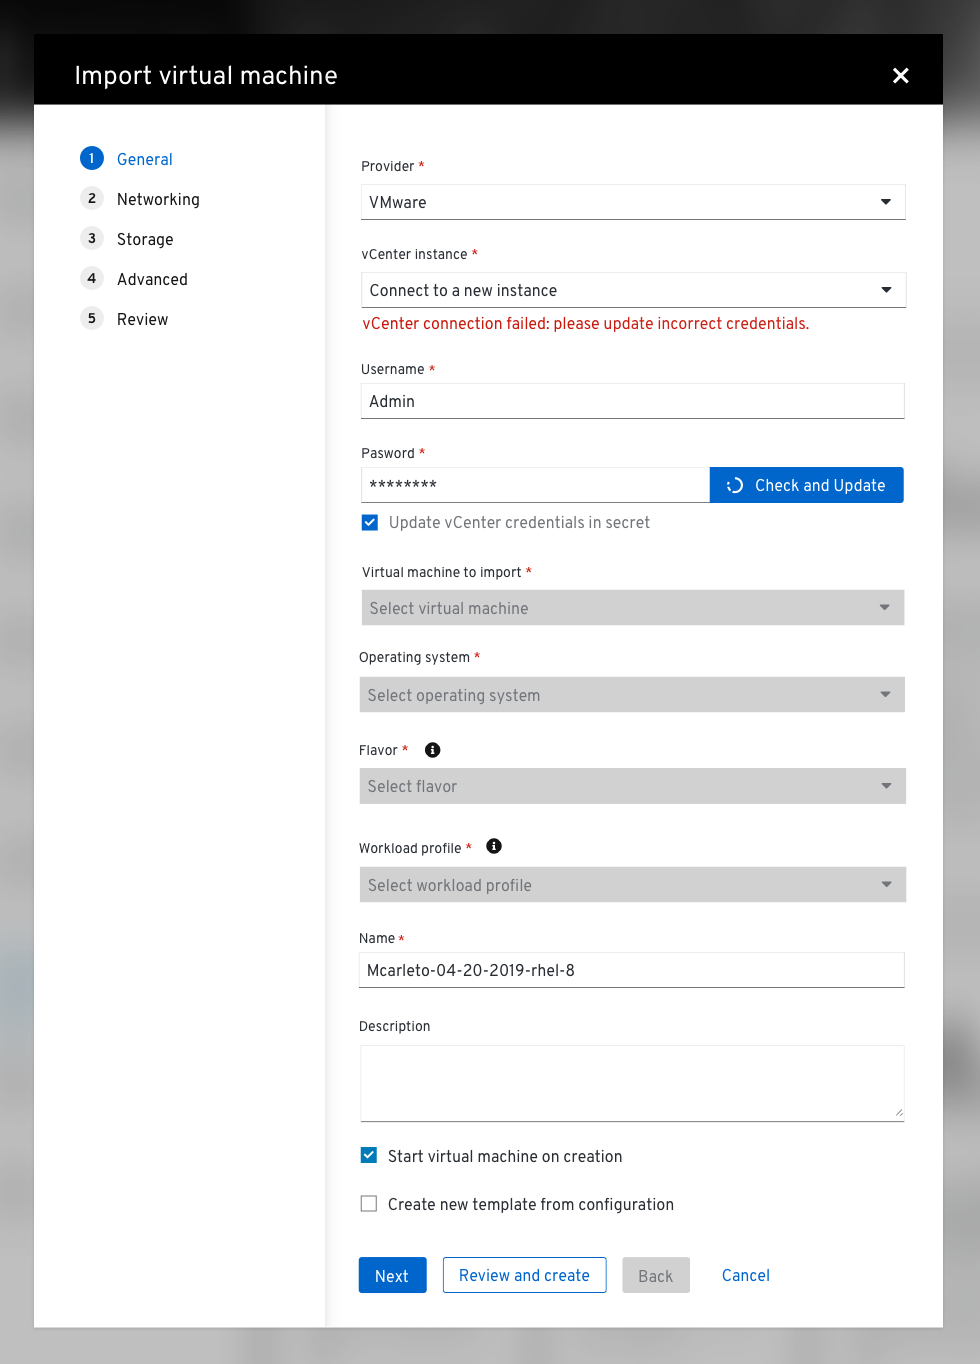 Import virtual machine
1 General
2 Networking
3 Storage
4 Advanced
5 Review
Provider *
VMware
vCenter instance *
Connect to a new instance
vCenter connection failed: please update incorrect credentials.
Username *
Admin
Pasword *
********
Check and Update
Update vCenter credentials in secret
Virtual machine to import *
Select virtual machine
Operating system *
Select operating system
Flavor *
Select flavor
Workload profile *
Select workload profile
Name *
Mcarleto-04-20-2019-rhel-8
Description
Start virtual machine on creation
Create new template from configuration
Next Review and create Back Cancel